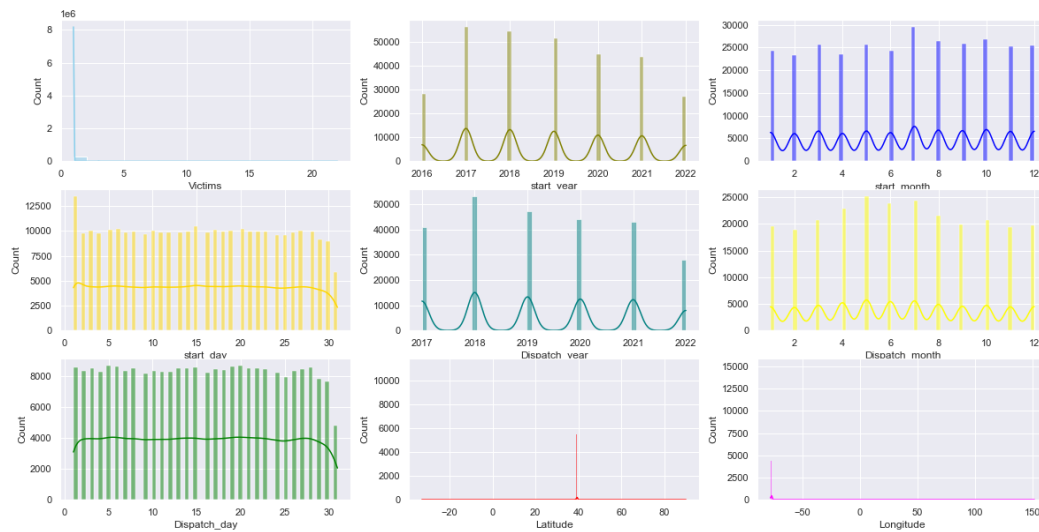 1e6
8
6
4
2
0
Count
0 5 10 15 20
Victims
50000
40000
30000
20000
10000
0
Count
2016 2017 2018 2019 2020 2021 2022
start_year
30000
25000
20000
15000
10000
5000
0
Count
2 4 6 8 10 12
start_month
12500
10000
7500
5000
2500
0
Count
0 5 10 15 20 25 30
start_day
50000
40000
30000
20000
10000
0
Count
2017 2018 2019 2020 2021 2022
Dispatch_year
25000
20000
15000
10000
5000
0
Count
2 4 6 8 10 12
Dispatch_month
8000
6000
4000
2000
0
Count
0 5 10 15 20 25 30
Dispatch_day
10000
8000
6000
4000
2000
0
Count
−20 0 20 40 60 80
Latitude
15000
12500
10000
7500
5000
2500
0
Count
−50 0 50 100 150
Longitude